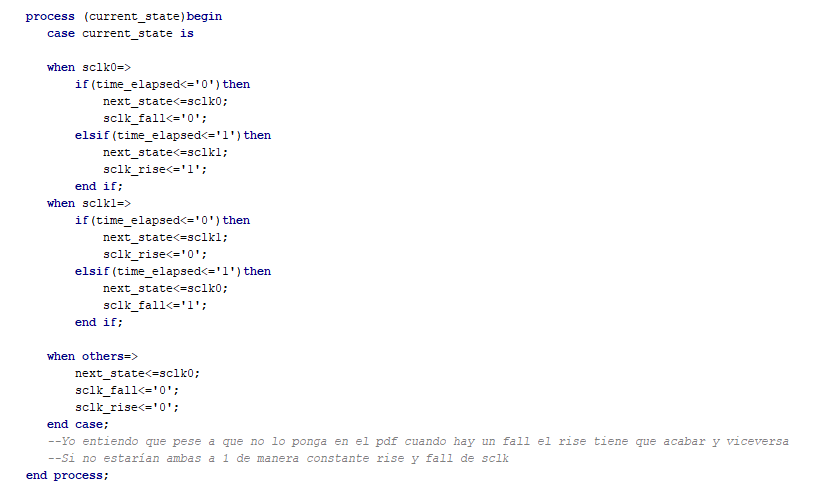 process (current_state)begin
case current_state is
when sclk0=>
if(time_elapsed<='0')then
next_state<=sclk0;
sclk_fall<='0';
elsif(time_elapsed<='1')then
next_state<=sclk1;
sclk_rise<='1';
end if;
when sclk1=>
if(time_elapsed<='0')then
next_state<=sclk1;
sclk_rise<='0';
elsif(time_elapsed<='1')then
next_state<=sclk0;
sclk_fall<='1';
end if;
when others=>
next_state<=sclk0;
sclk_fall<='0';
sclk_rise<='0';
end case;
--Yo entiendo que pese a que no lo ponga en el pdf cuando hay un fall el rise tiene que acabar y viceversa
--Si no estarían ambas a 1 de manera constante rise y fall de sclk
end process;